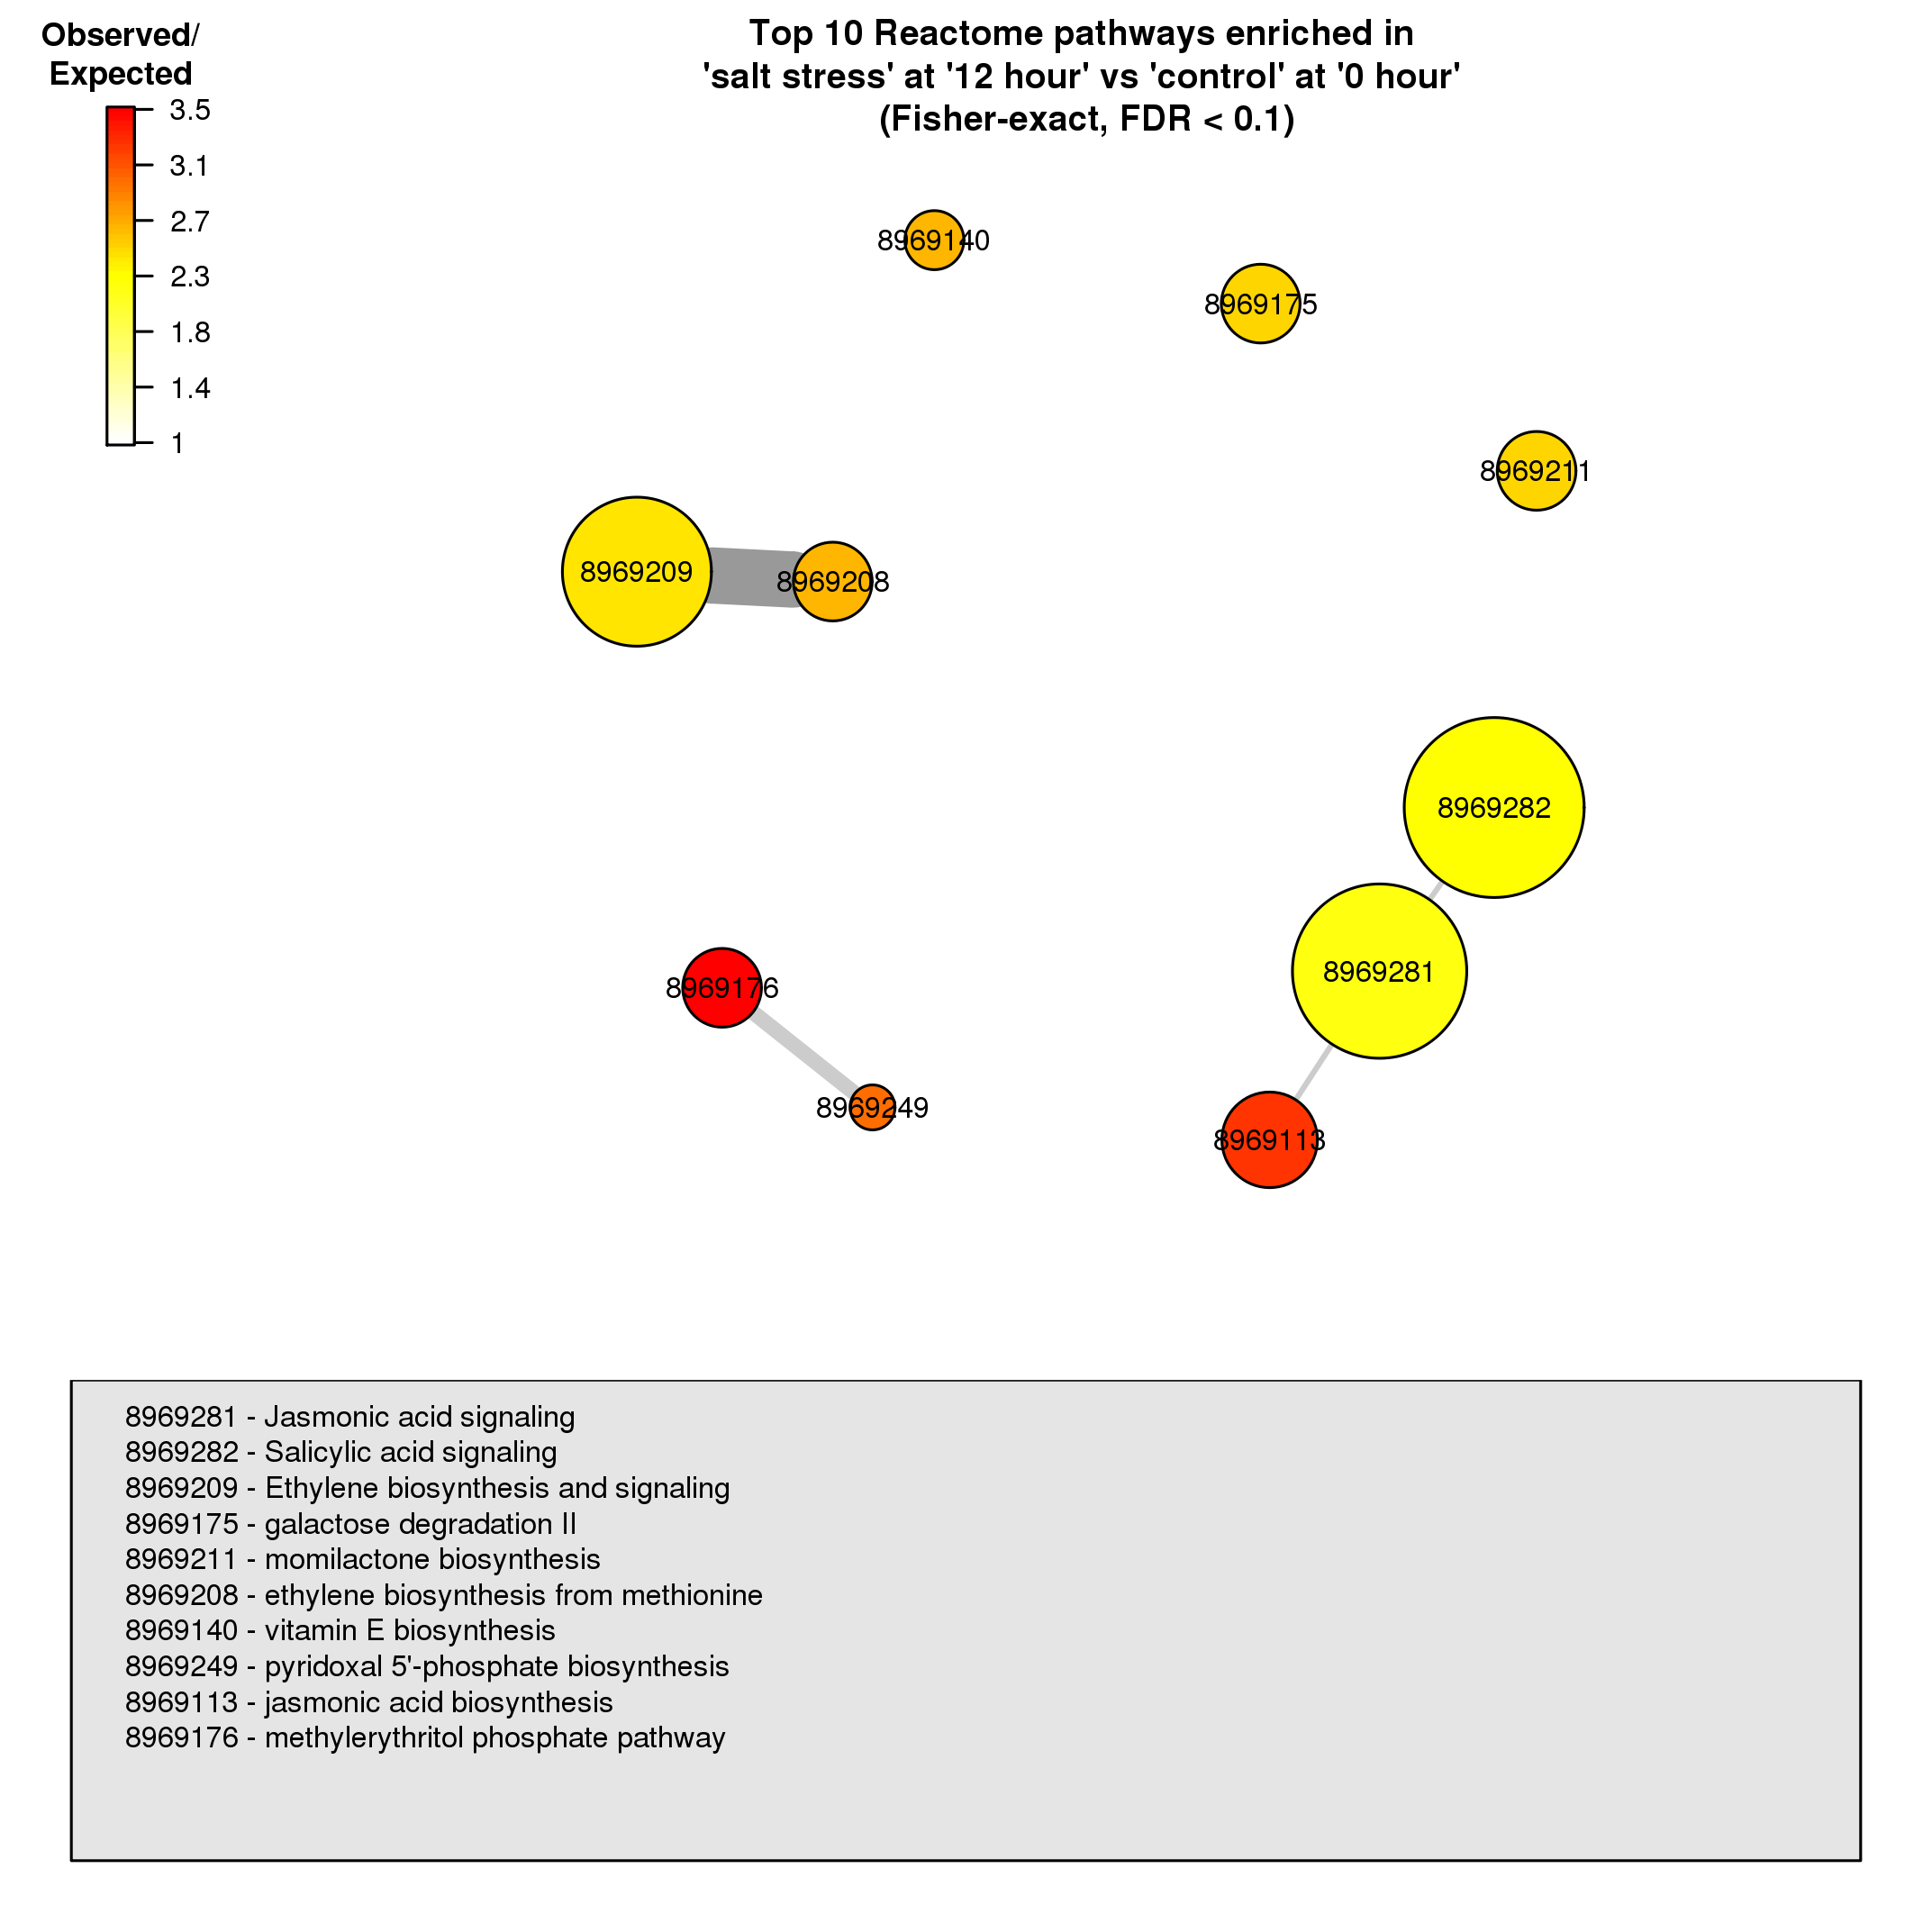 Observed/
Expected
3.5
3.1
2.7
2.3
1.8
1.4
1
Top 10 Reactome pathways enriched in
'salt stress' at '12 hour' vs 'control' at '0 hour'
(Fisher-exact, FDR < 0.1)
8969140
8969175
8969211
8969209
8969208
8969282
8969281
8969176
8969249
8969113
8969281 - Jasmonic acid signaling
8969282 - Salicylic acid signaling
8969209 - Ethylene biosynthesis and signaling
8969175 - galactose degradation II
8969211 - momilactone biosynthesis
8969208 - ethylene biosynthesis from methionine
8969140 - vitamin E biosynthesis
8969249 - pyridoxal 5'-phosphate biosynthesis
8969113 - jasmonic acid biosynthesis
8969176 - methylerythritol phosphate pathway